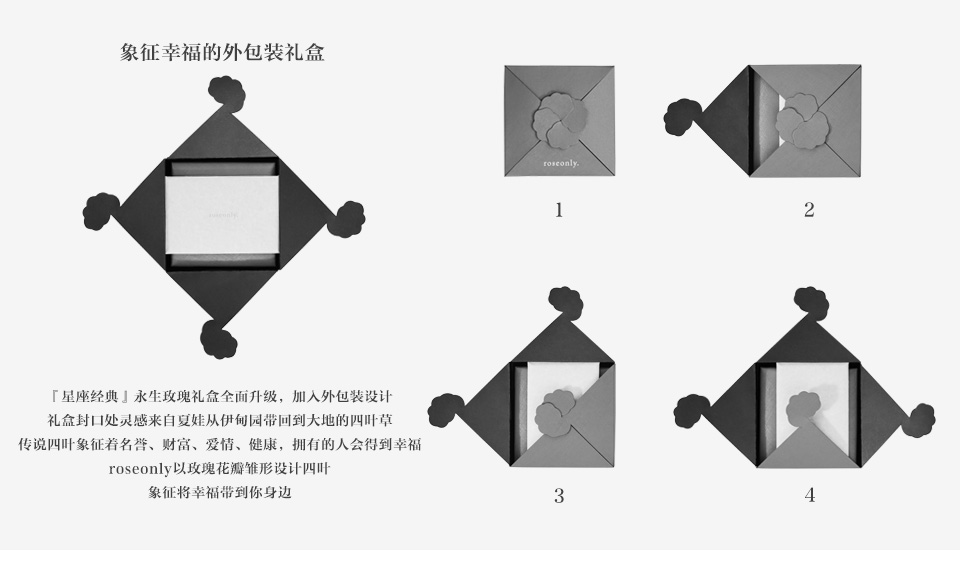 象征幸福的外包装礼盒
roseonly.
1
2
3
4
『星座经典』永生玫瑰礼盒全面升级，加入外包装设计
礼盒封口处灵感来自夏娃从伊甸园带回到大地的四叶草
传说四叶象征着名誉、财富、爱情、健康，拥有的人会得到幸福
roseonly以玫瑰花瓣雏形设计四叶
象征将幸福带到你身边